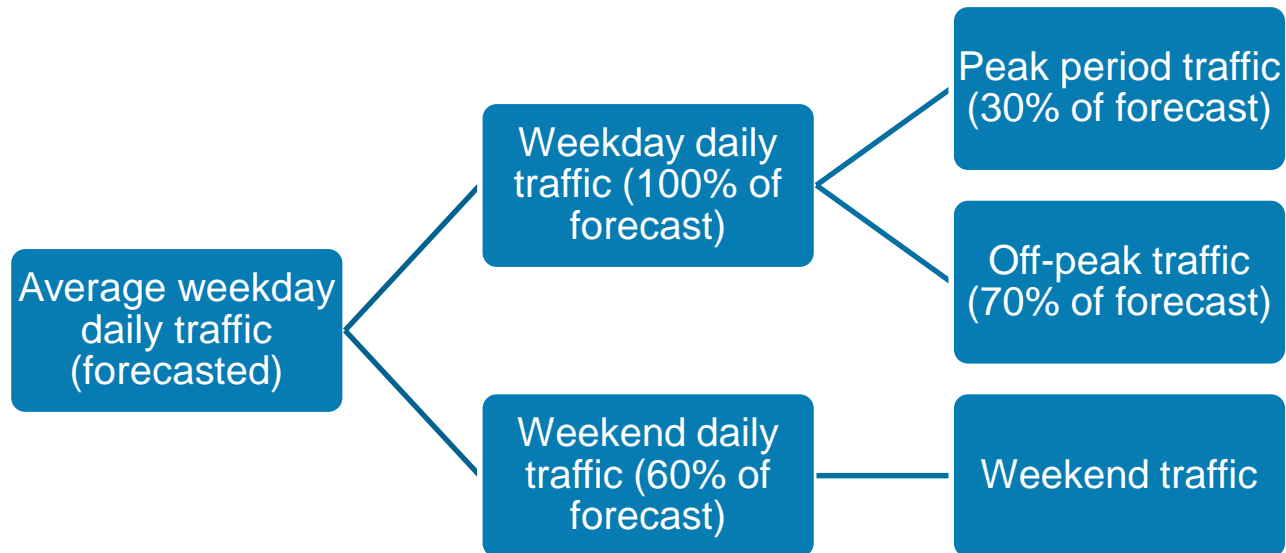 Average weekday
daily traffic
(forecasted)
Weekday daily
traffic (100% of
forecast)
Peak period traffic
(30% of forecast)
Off-peak traffic
(70% of forecast)
Weekend daily
traffic (60% of
forecast)
Weekend traffic